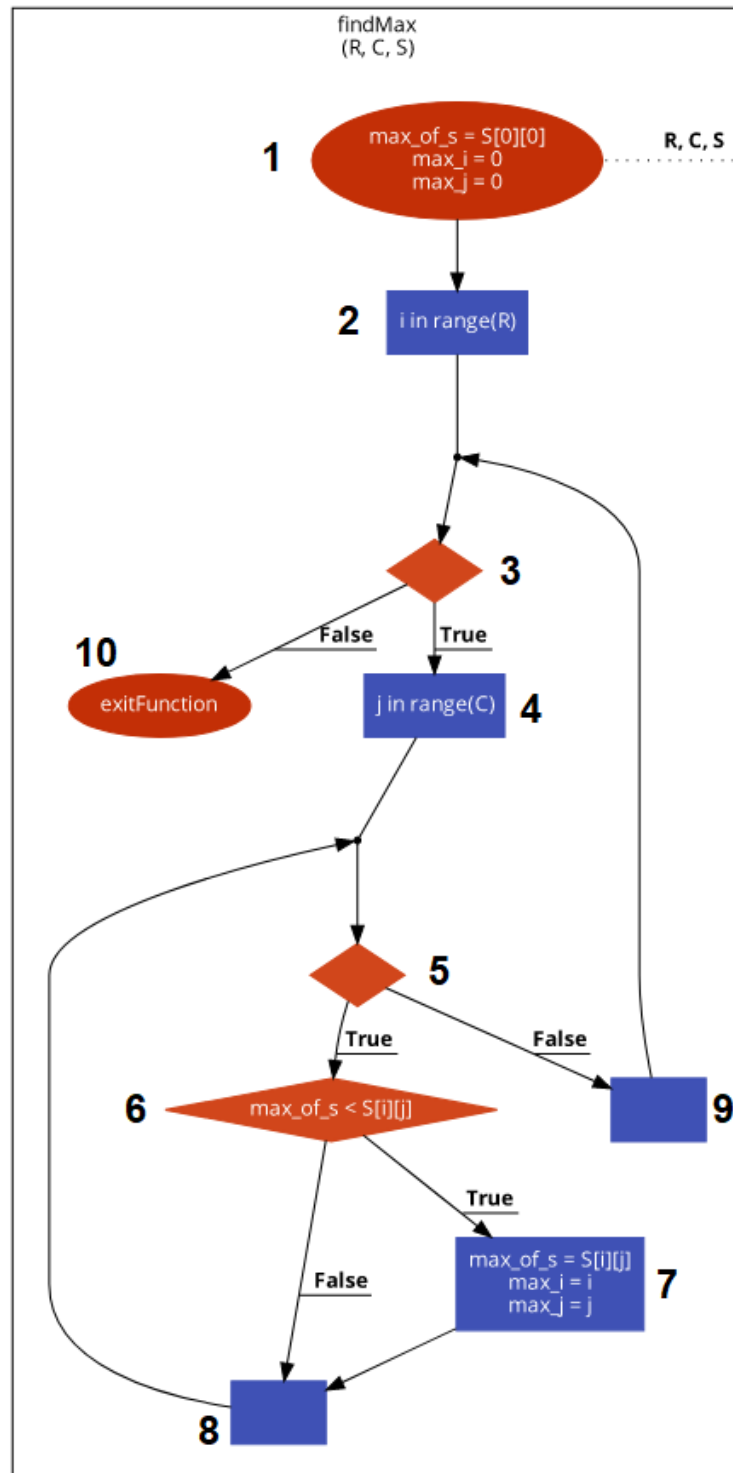 findMax
(R, C, S)
1
max_of_s = S[0][0]
max_i = 0
max_j = 0
R, C, S
2
i in range(R)
3
False
True
10
exitFunction
j in range(C)
4
5
True
False
6
max_of_s < S[i][j]
9
True
False
max_of_s = S[i][j]
max_i = i
max_j = j
7
8